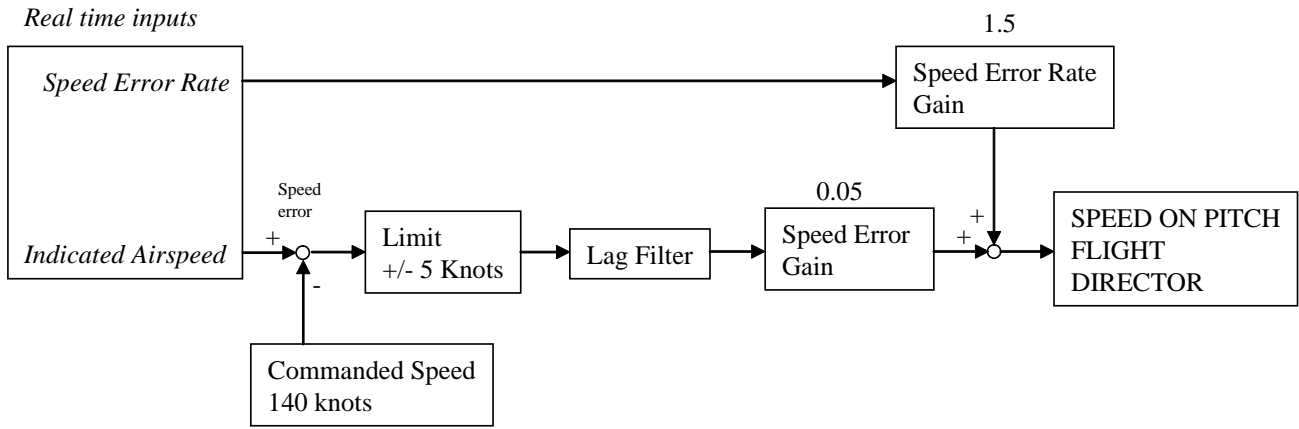 Real time inputs
1.5
Speed Error Rate
Speed Error Rate
Gain
Speed
error
0.05
+
Indicated Airspeed
+
-
Limit
+/- 5 Knots
Lag Filter
Speed Error
Gain
+
SPEED ON PITCH
FLIGHT
DIRECTOR
Commanded Speed
140 knots